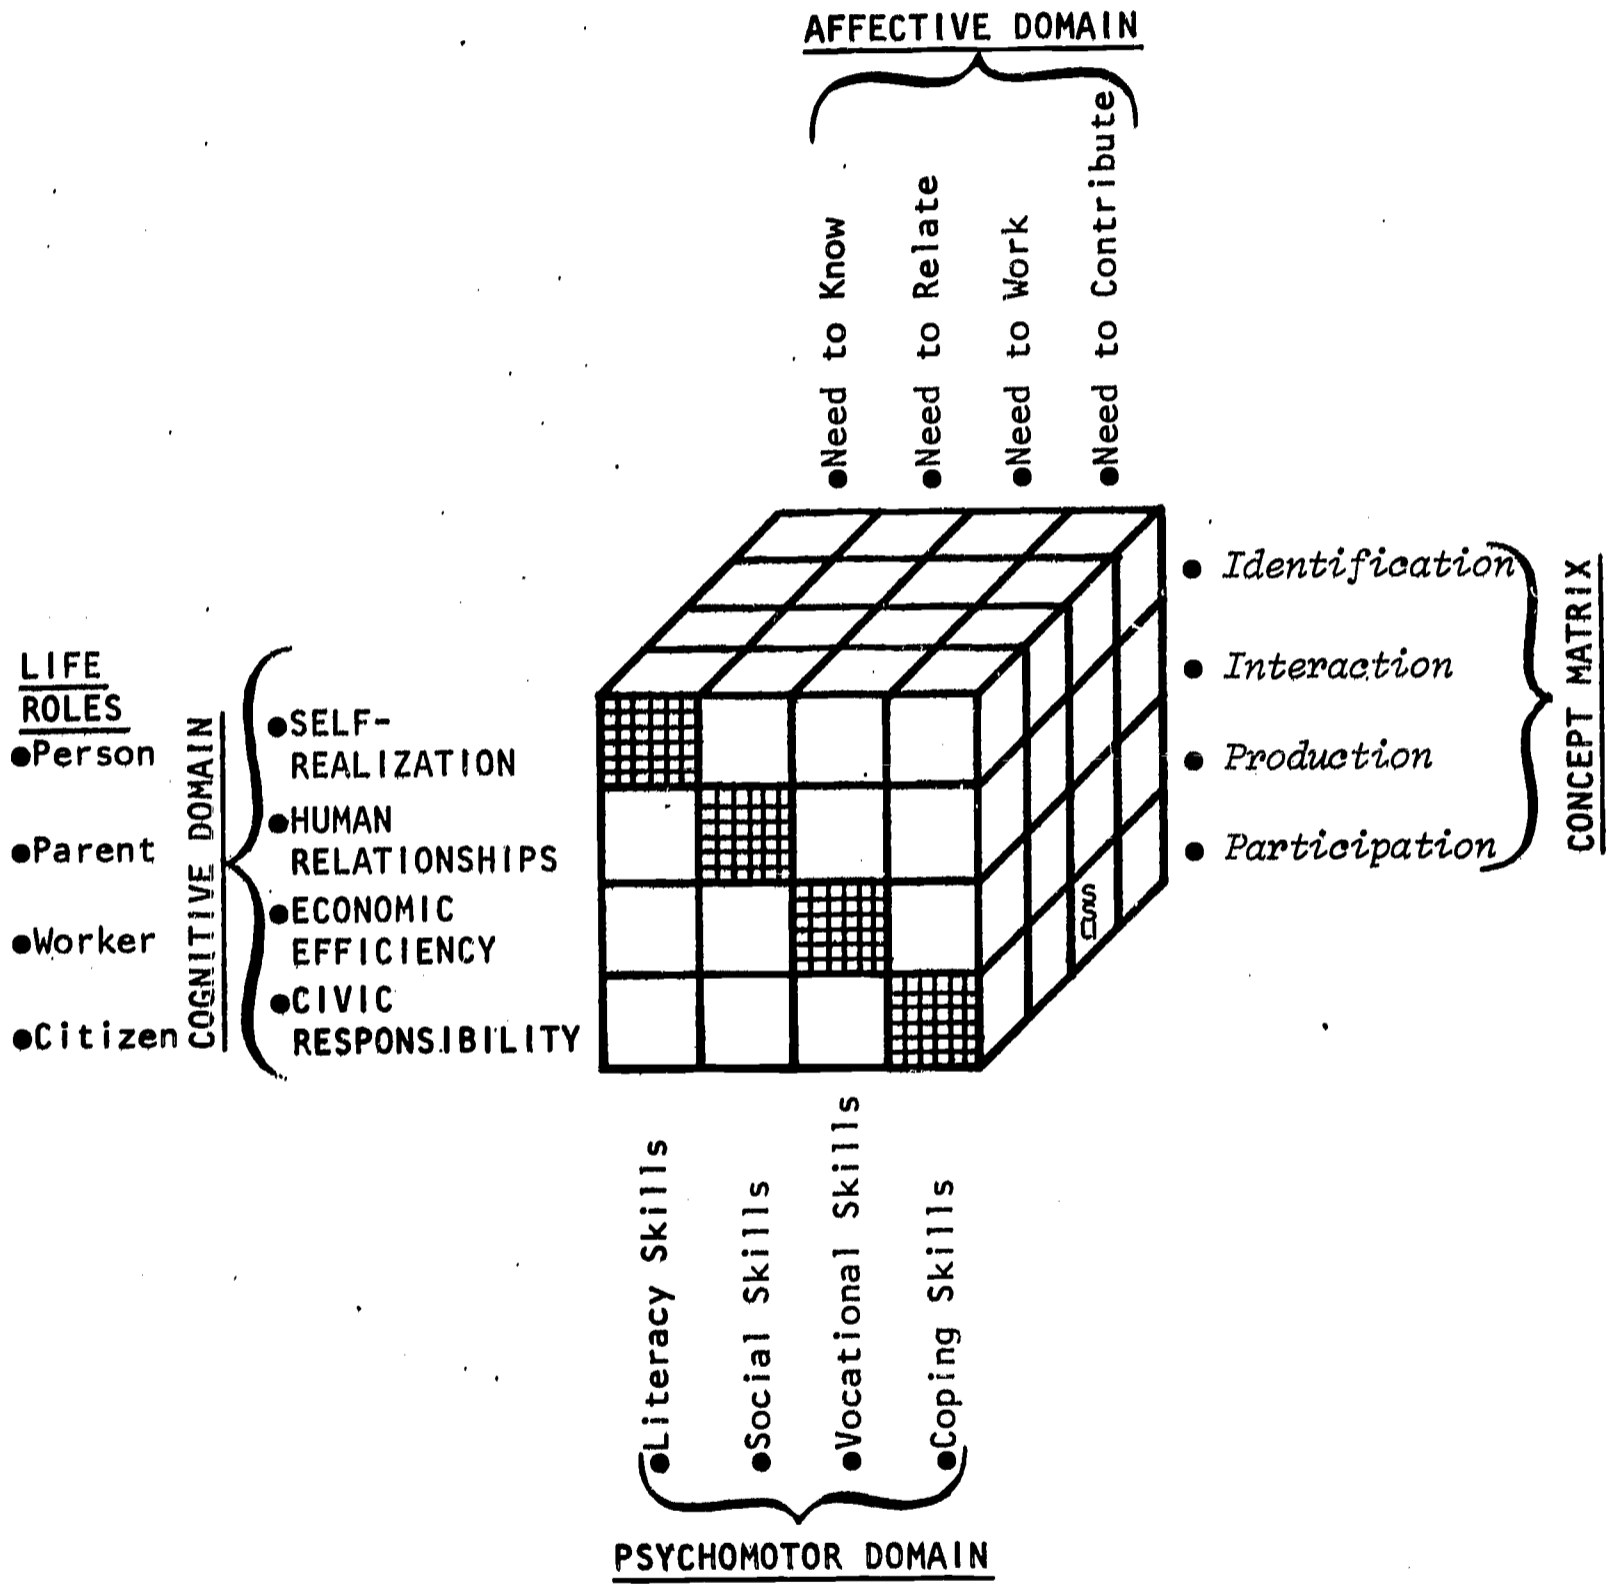 AFFECTIVE DOMAIN
●Need to Know
●Need to Relate
●Need to Work
●Need to Contribute
● Identification
● Interaction
● Production
● Participation
CONCEPT MATRIX
LIFE
ROLES
●Person
●Parent
●Worker
●Citizen
COGNITIVE DOMAIN
●SELF-
REALIZATION
●HUMAN
RELATIONSHIPS
●ECONOMIC
EFFICIENCY
●CIVIC
RESPONSIBILITY
●Literacy Skills
●Social Skills
●Vocational Skills
●Coping Skills
PSYCHOMOTOR DOMAIN